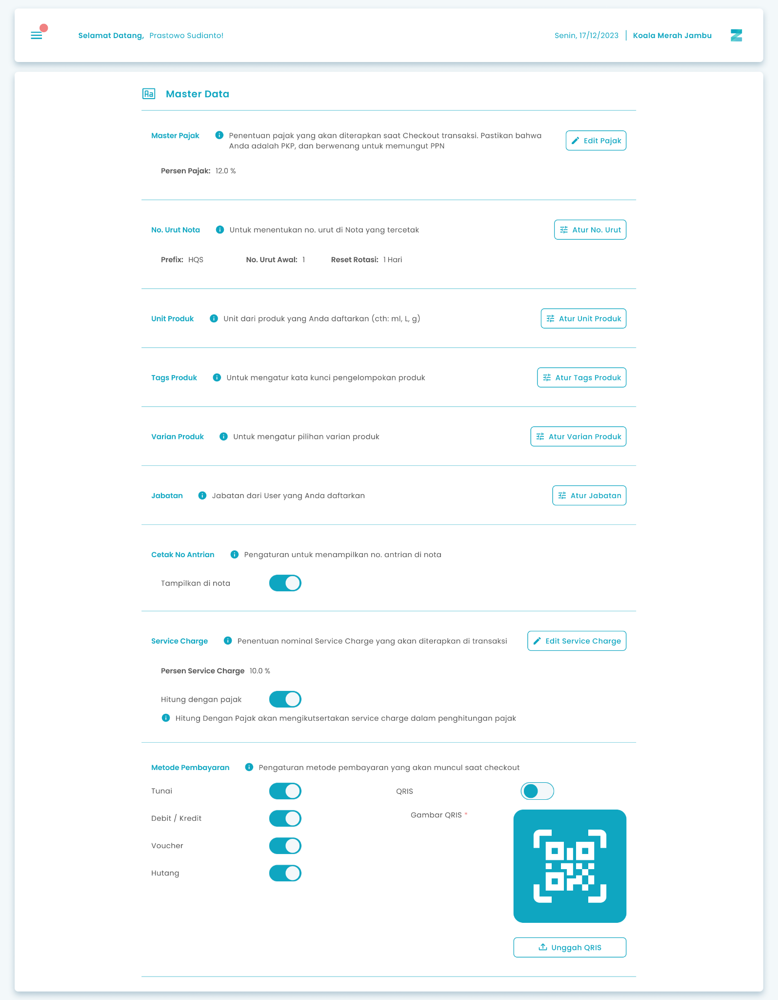 Selamat Datang, Prastowo Sudianto!
Senin, 17/12/2023 | Koala Merah Jambu
Aa Master Data
Master Pajak Penentuan pajak yang akan diterapkan saat Checkout transaksi. Pastikan bahwa
Anda adalah PKP, dan berwenang untuk memungut PPN
Edit Pajak
Persen Pajak: 12.0 %
No. Urut Nota Untuk menentukan no. urut di Nota yang tercetak
Atur No. Urut
Prefix: HQS No. Urut Awal: 1 Reset Rotasi: 1 Hari
Unit Produk Unit dari produk yang Anda daftarkan (cth: ml, L, g)
Atur Unit Produk
Tags Produk Untuk mengatur kata kunci pengelompokan produk
Atur Tags Produk
Varian Produk Untuk mengatur pilihan varian produk
Atur Varian Produk
Jabatan Jabatan dari User yang Anda daftarkan
Atur Jabatan
Cetak No Antrian Pengaturan untuk menampilkan no. antrian di nota
Tampilkan di nota
Service Charge Penentuan nominal Service Charge yang akan diterapkan di transaksi
Edit Service Charge
Persen Service Charge 10.0 %
Hitung dengan pajak
Hitung Dengan Pajak akan mengikutsertakan service charge dalam penghitungan pajak
Metode Pembayaran Pengaturan metode pembayaran yang akan muncul saat checkout
Tunai
Debit / Kredit
Voucher
Hutang
QRIS
Gambar QRIS *
Unggah QRIS